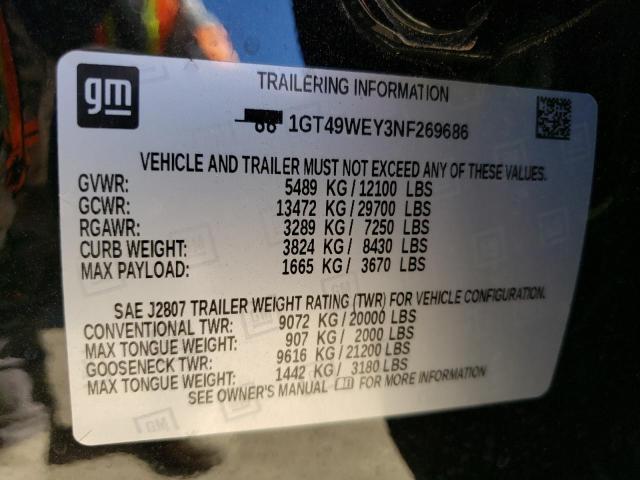 gm
TRAILERING INFORMATION
1GT49WEY3NF269686
VEHICLE AND TRAILER MUST NOT EXCEED ANY OF THESE VALUES.
GVWR: 5489 KG / 12100 LBS
GCWR: 13472 KG / 29700 LBS
RGAWR: 3289 KG / 7250 LBS
CURB WEIGHT: 3824 KG / 8430 LBS
MAX PAYLOAD: 1665 KG / 3670 LBS
SAE J2807 TRAILER WEIGHT RATING (TWR) FOR VEHICLE CONFIGURATION.
CONVENTIONAL TWR: 9072 KG / 20000 LBS
MAX TONGUE WEIGHT: 907 KG / 2000 LBS
GOOSENECK TWR: 9616 KG / 21200 LBS
MAX TONGUE WEIGHT: 1442 KG / 3180 LBS
SEE OWNER'S MANUAL FOR MORE INFORMATION